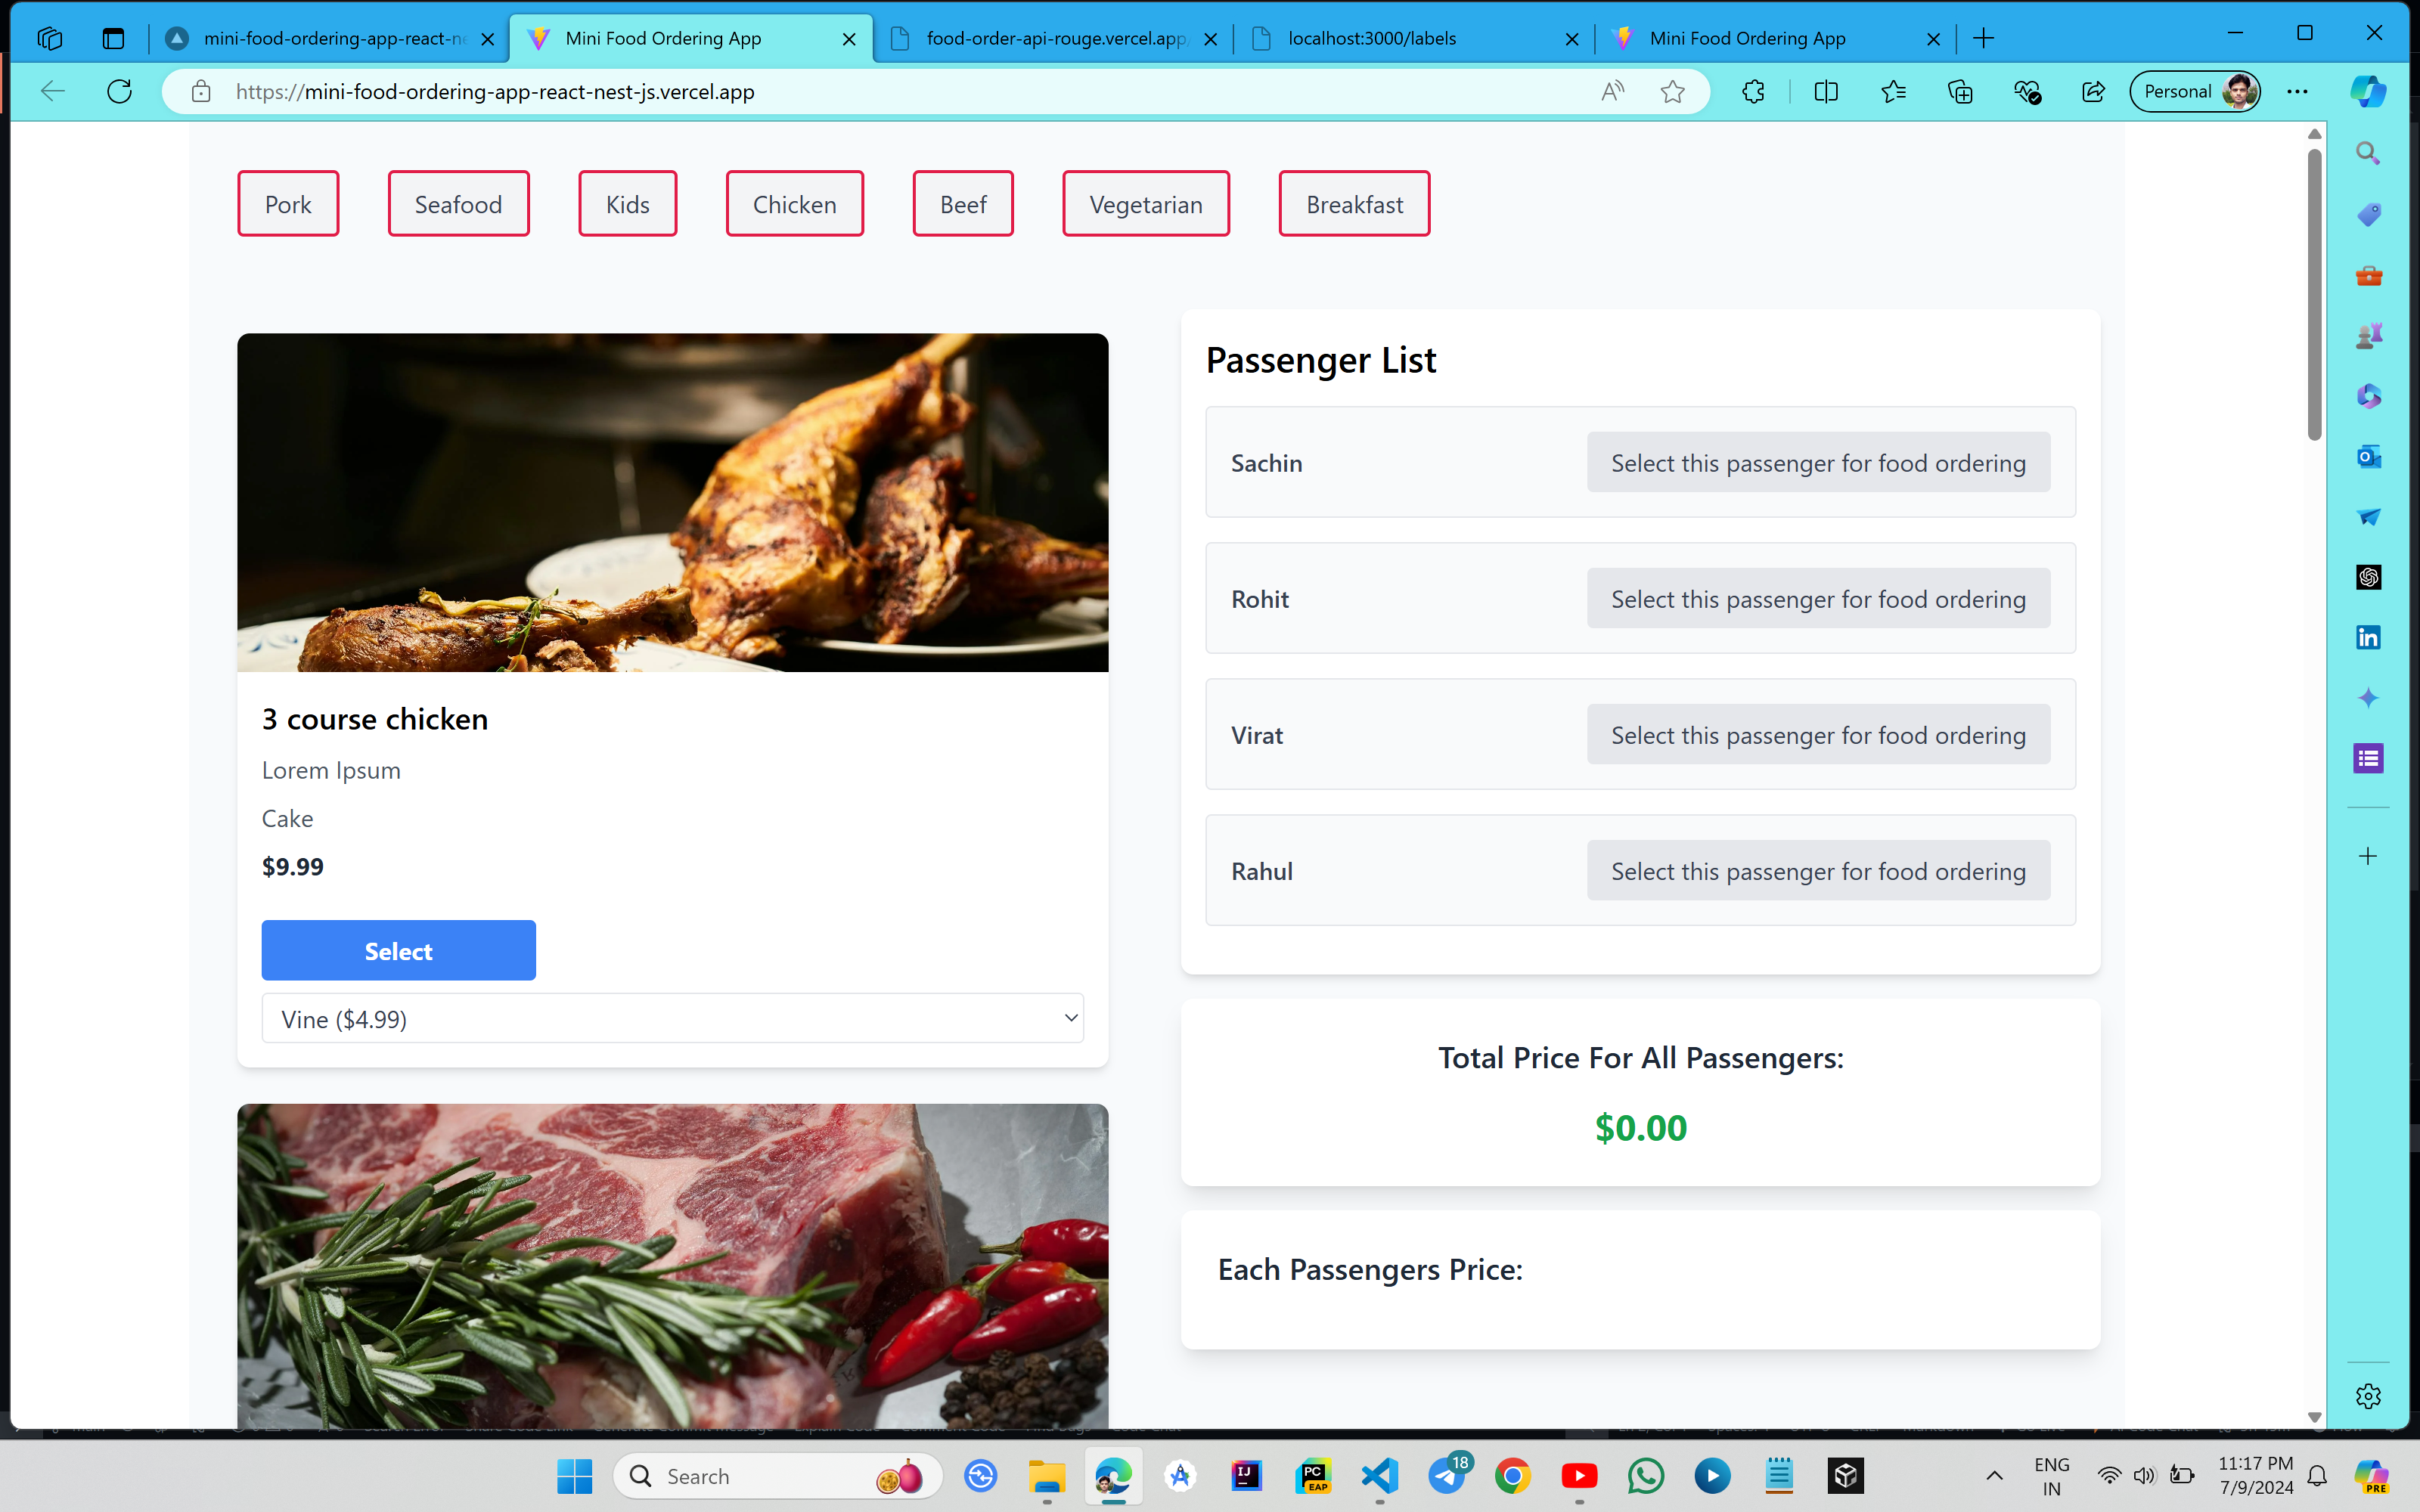 mini-food-ordering-app-react-ne
Mini Food Ordering App
food-order-api-rouge.vercel.app/
localhost:3000/labels
Mini Food Ordering App
https://mini-food-ordering-app-react-nest-js.vercel.app
Personal
Pork
Seafood
Kids
Chicken
Beef
Vegetarian
Breakfast
3 course chicken
Lorem Ipsum
Cake
$9.99
Select
Vine ($4.99)
Passenger List
Sachin
Select this passenger for food ordering
Rohit
Select this passenger for food ordering
Virat
Select this passenger for food ordering
Rahul
Select this passenger for food ordering
Total Price For All Passengers:
$0.00
Each Passengers Price:
Search
18
ENG
IN
11:17 PM
7/9/2024
IJ
PC
EAP
PRE